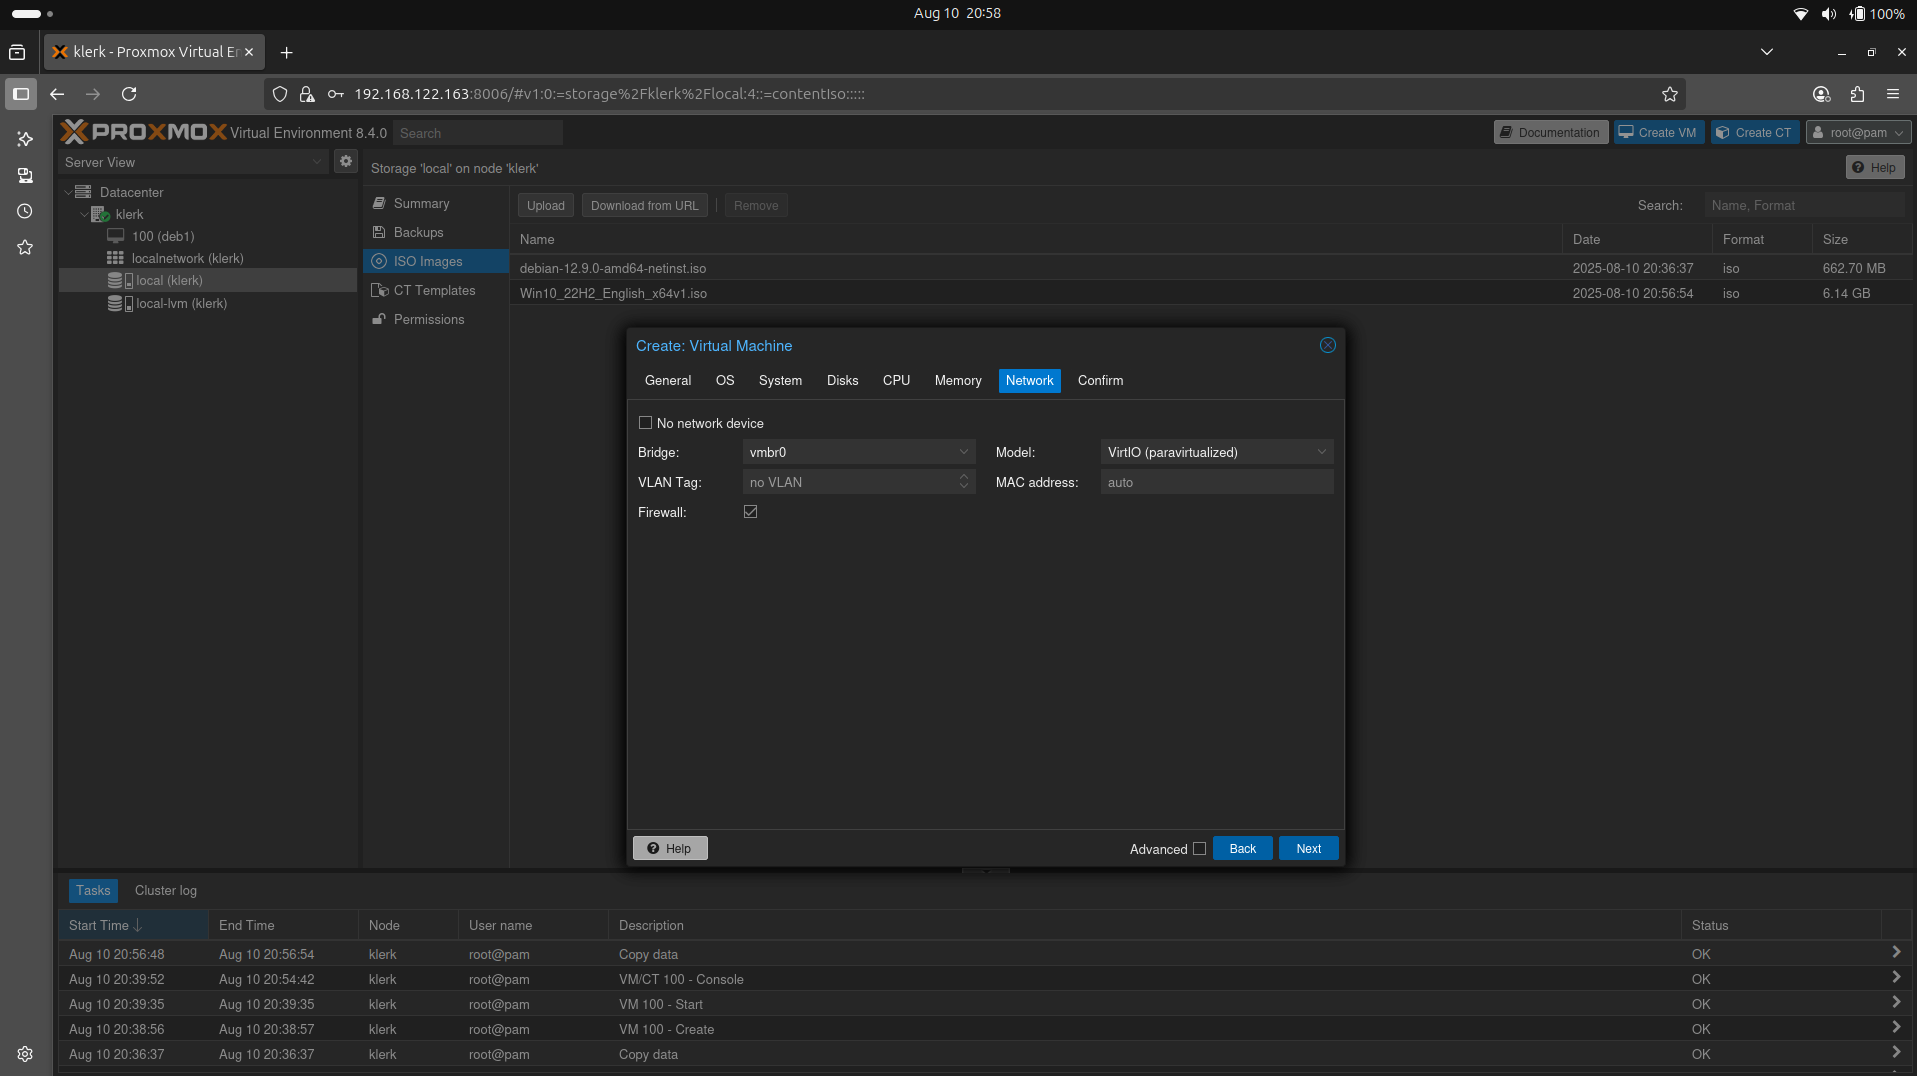 Aug 10 20:58
100%
klerk - Proxmox Virtual En
192.168.122.163:8006/#v1:0:=storage%2Fklerk%2Flocal:4::=contentIso:::::
PROXMOX Virtual Environment 8.4.0 Search
Documentation Create VM Create CT root@pam
Server View
Storage 'local' on node 'klerk'
Help
Datacenter
klerk
100 (deb1)
localnetwork (klerk)
local (klerk)
local-lvm (klerk)
Summary
Backups
ISO Images
CT Templates
Permissions
Upload Download from URL Remove Search: Name, Format
Name Date Format Size
debian-12.9.0-amd64-netinst.iso 2025-08-10 20:36:37 iso 662.70 MB
Win10_22H2_English_x64v1.iso 2025-08-10 20:56:54 iso 6.14 GB
Create: Virtual Machine
General OS System Disks CPU Memory Network Confirm
No network device
Bridge: vmbr0 Model: VirtIO (paravirtualized)
VLAN Tag: no VLAN MAC address: auto
Firewall:
Help Advanced Back Next
Tasks Cluster log
Start Time End Time Node User name Description Status
Aug 10 20:56:48 Aug 10 20:56:54 klerk root@pam Copy data OK
Aug 10 20:39:52 Aug 10 20:54:42 klerk root@pam VM/CT 100 - Console OK
Aug 10 20:39:35 Aug 10 20:39:35 klerk root@pam VM 100 - Start OK
Aug 10 20:38:56 Aug 10 20:38:57 klerk root@pam VM 100 - Create OK
Aug 10 20:36:37 Aug 10 20:36:37 klerk root@pam Copy data OK